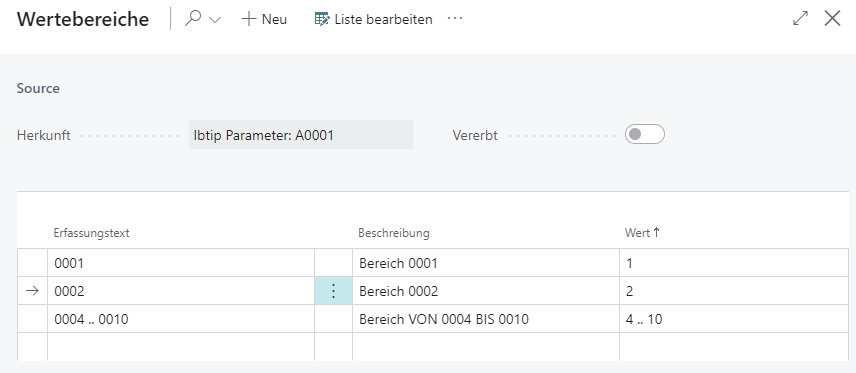 Wertebereiche Neu Liste bearbeiten ...
Source
Herkunft Ibtip Parameter: A0001 Vererbt
Erfassungstext Beschreibung Wert
0001 Bereich 0001 1
0002 Bereich 0002 2
0004 .. 0010 Bereich VON 0004 BIS 0010 4 .. 10